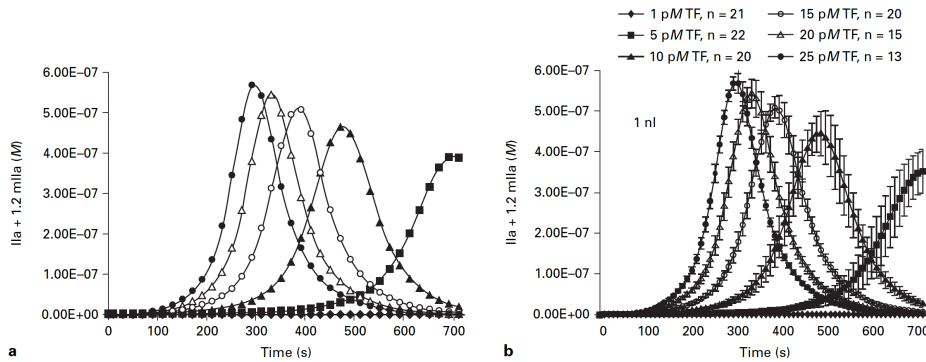 1 pM TF, n = 21
15 pM TF, n = 20
5 pM TF, n = 22
20 pM TF, n = 15
10 pM TF, n = 20
25 pM TF, n = 13
6.00E–07
5.00E–07
4.00E–07
3.00E–07
2.00E–07
1.00E–07
0.00E+00
IIa + 1.2 mIIa (M)
0 100 200 300 400 500 600 700
Time (s)
a
6.00E–07
5.00E–07
4.00E–07
3.00E–07
2.00E–07
1.00E–07
0.00E+00
IIa + 1.2 mIIa (M)
1 nl
0 100 200 300 400 500 600 700
Time (s)
b